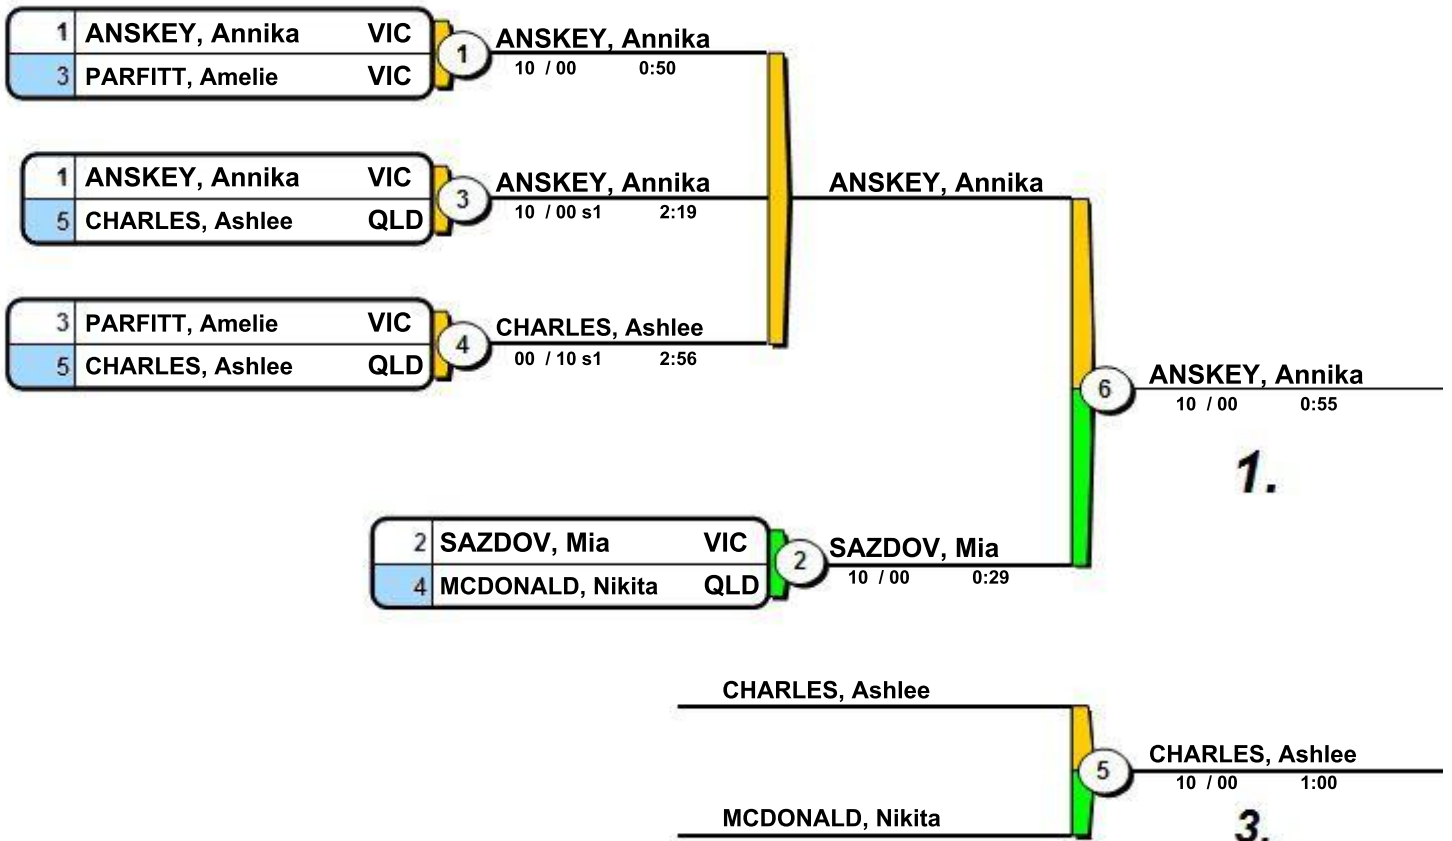 1 ANSKEY, Annika VIC
3 PARFITT, Amelie VIC
1 ANSKEY, Annika
10 / 00 0:50
1 ANSKEY, Annika VIC
5 CHARLES, Ashlee QLD
3 ANSKEY, Annika
10 / 00 s1 2:19
ANSKEY, Annika
3 PARFITT, Amelie VIC
5 CHARLES, Ashlee QLD
4 CHARLES, Ashlee
00 / 10 s1 2:56
6 ANSKEY, Annika
10 / 00 0:55
1.
2 SAZDOV, Mia VIC
4 MCDONALD, Nikita QLD
2 SAZDOV, Mia
10 / 00 0:29
CHARLES, Ashlee
MCDONALD, Nikita
5 CHARLES, Ashlee
10 / 00 1:00
3.